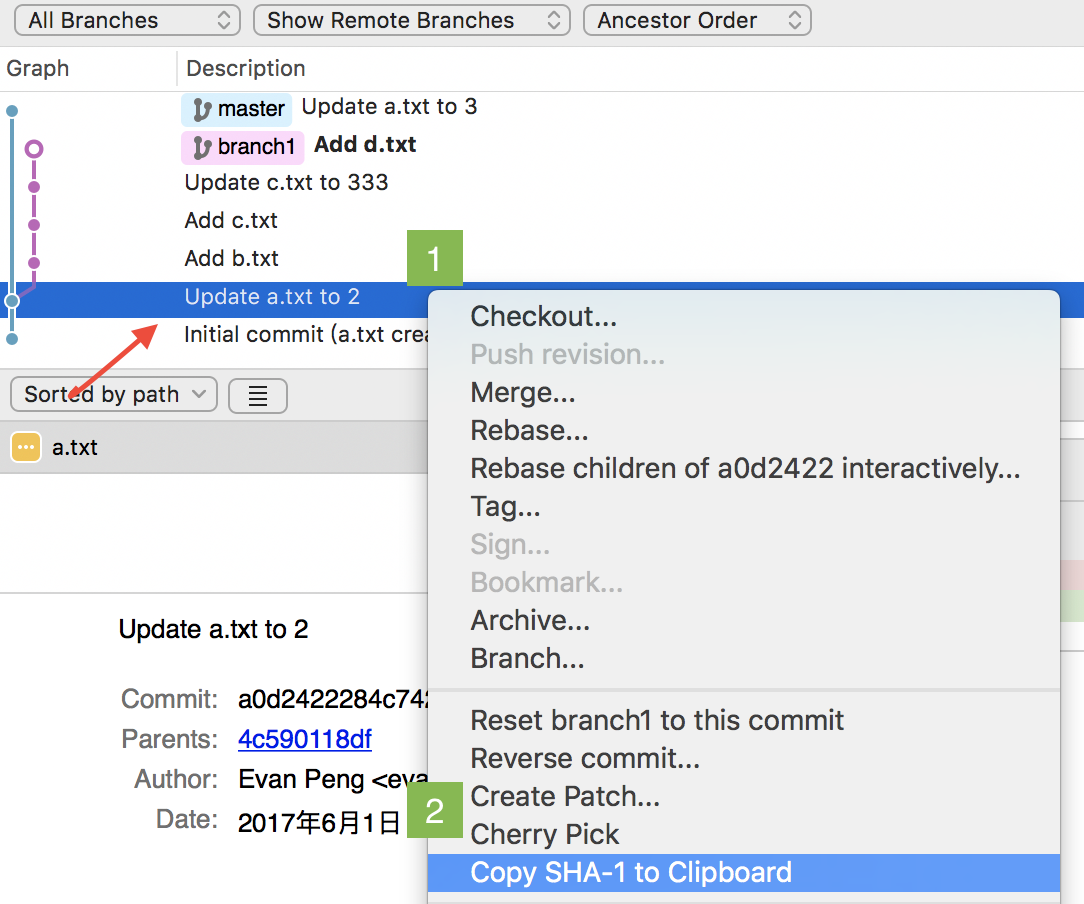 All Branches Show Remote Branches Ancestor Order
Graph Description
master Update a.txt to 3
branch1 Add d.txt
Update c.txt to 333
Add c.txt
Add b.txt
1
Update a.txt to 2
Initial commit (a.txt crea
Sorted by path
a.txt
Update a.txt to 2
Commit: a0d2422284c742
Parents: 4c590118df
Author: Evan Peng <eva
Date: 2017年6月1日
Checkout...
Push revision...
Merge...
Rebase...
Rebase children of a0d2422 interactively...
Tag...
Sign...
Bookmark...
Archive...
Branch...
Reset branch1 to this commit
Reverse commit...
Create Patch...
2
Cherry Pick
Copy SHA-1 to Clipboard